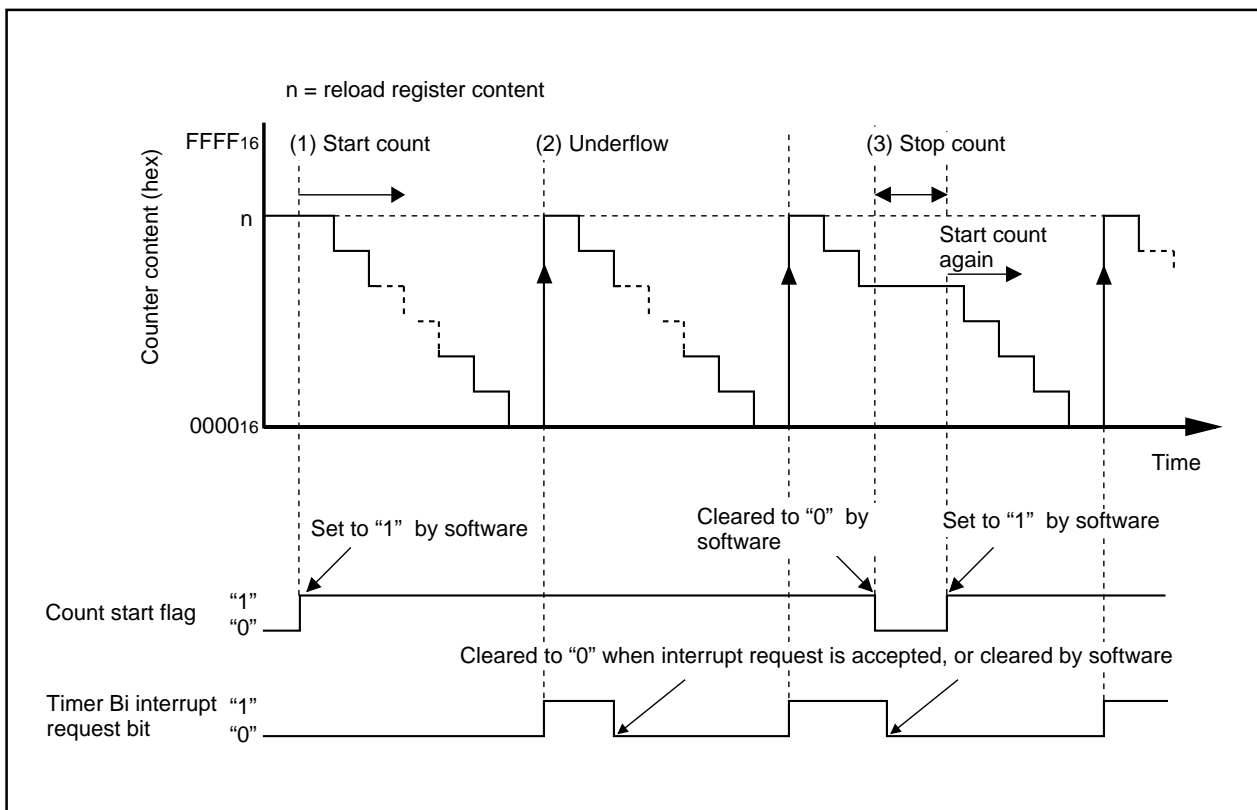 n = reload register content
FFFF16
(1) Start count
(2) Underflow
(3) Stop count
Counter content (hex)
n
Start count
again
000016
Time
Set to “1” by software
Cleared to “0” by
software
Set to “1” by software
Count start flag
“1”
“0”
Cleared to “0” when interrupt request is accepted, or cleared by software
Timer Bi interrupt
request bit
“1”
“0”